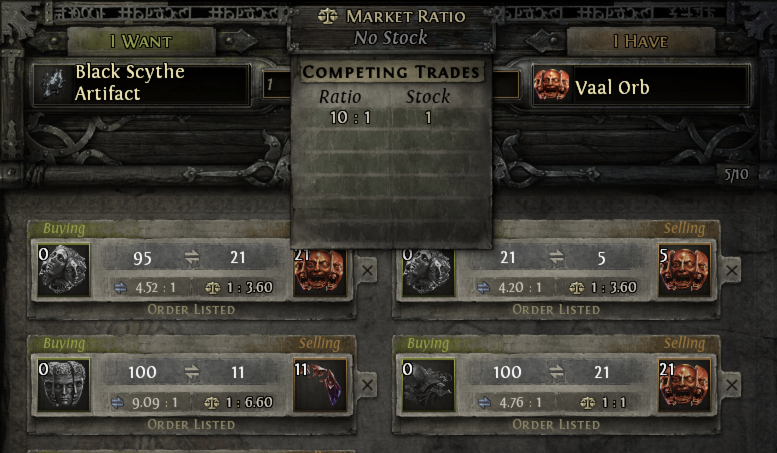 Market Ratio
I Want
No Stock
I Have
Black Scythe
Artifact
1
Competing Trades
Vaal Orb
Ratio Stock
10 : 1 1
5/10
Buying
Selling
0 95 21 21
4.52 : 1 1 : 3.60
Order Listed
0 21 5 5
4.20 : 1 1 : 3.60
Order Listed
Buying Selling
0 100 11 11
9.09 : 1 1 : 6.60
Order Listed
Buying Selling
0 100 21 21
4.76 : 1 1 : 1
Order Listed